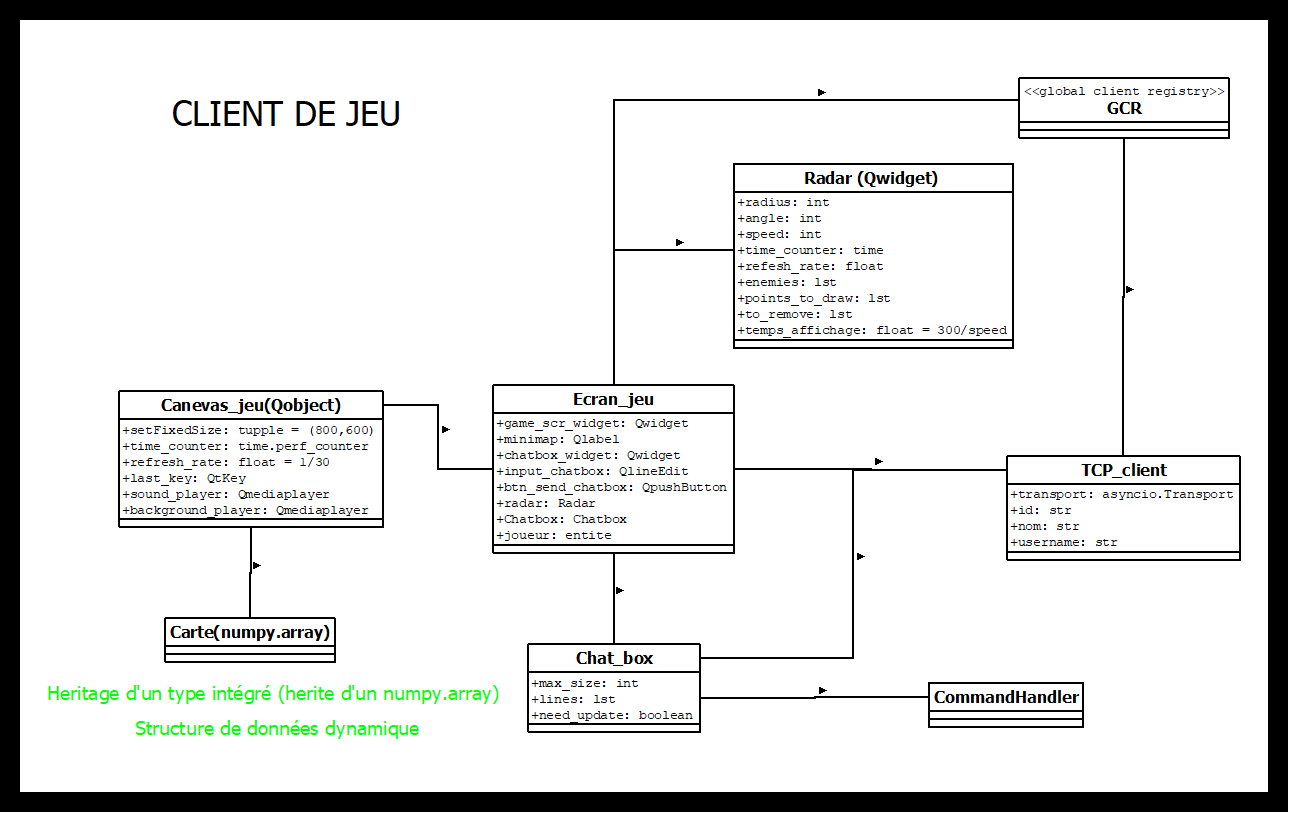 CLIENT DE JEU
<<global client registry>>
GCR
Radar (Qwidget)
+radius: int
+angle: int
+speed: int
+time_counter: time
+refesh_rate: float
+enemies: lst
+points_to_draw: lst
+to_remove: lst
+temps_affichage: float = 300/speed
Canevas_jeu(Qobject)
+setFixedSize: tupple = (800,600)
+time_counter: time.perf_counter
+refresh_rate: float = 1/30
+last_key: QtKey
+sound_player: Qmediaplayer
+background_player: Qmediaplayer
Ecran_jeu
+game_scr_widget: Qwidget
+minimap: Qlabel
+chatbox_widget: Qwidget
+input_chatbox: QlineEdit
+btn_send_chatbox: QpushButton
+radar: Radar
+Chatbox: Chatbox
+joueur: entite
TCP_client
+transport: asyncio.Transport
+id: str
+nom: str
+username: str
Carte(numpy.array)
Heritage d'un type intégré (herite d'un numpy.array)
Structure de données dynamique
Chat_box
+max_size: int
+lines: lst
+need_update: boolean
CommandHandler